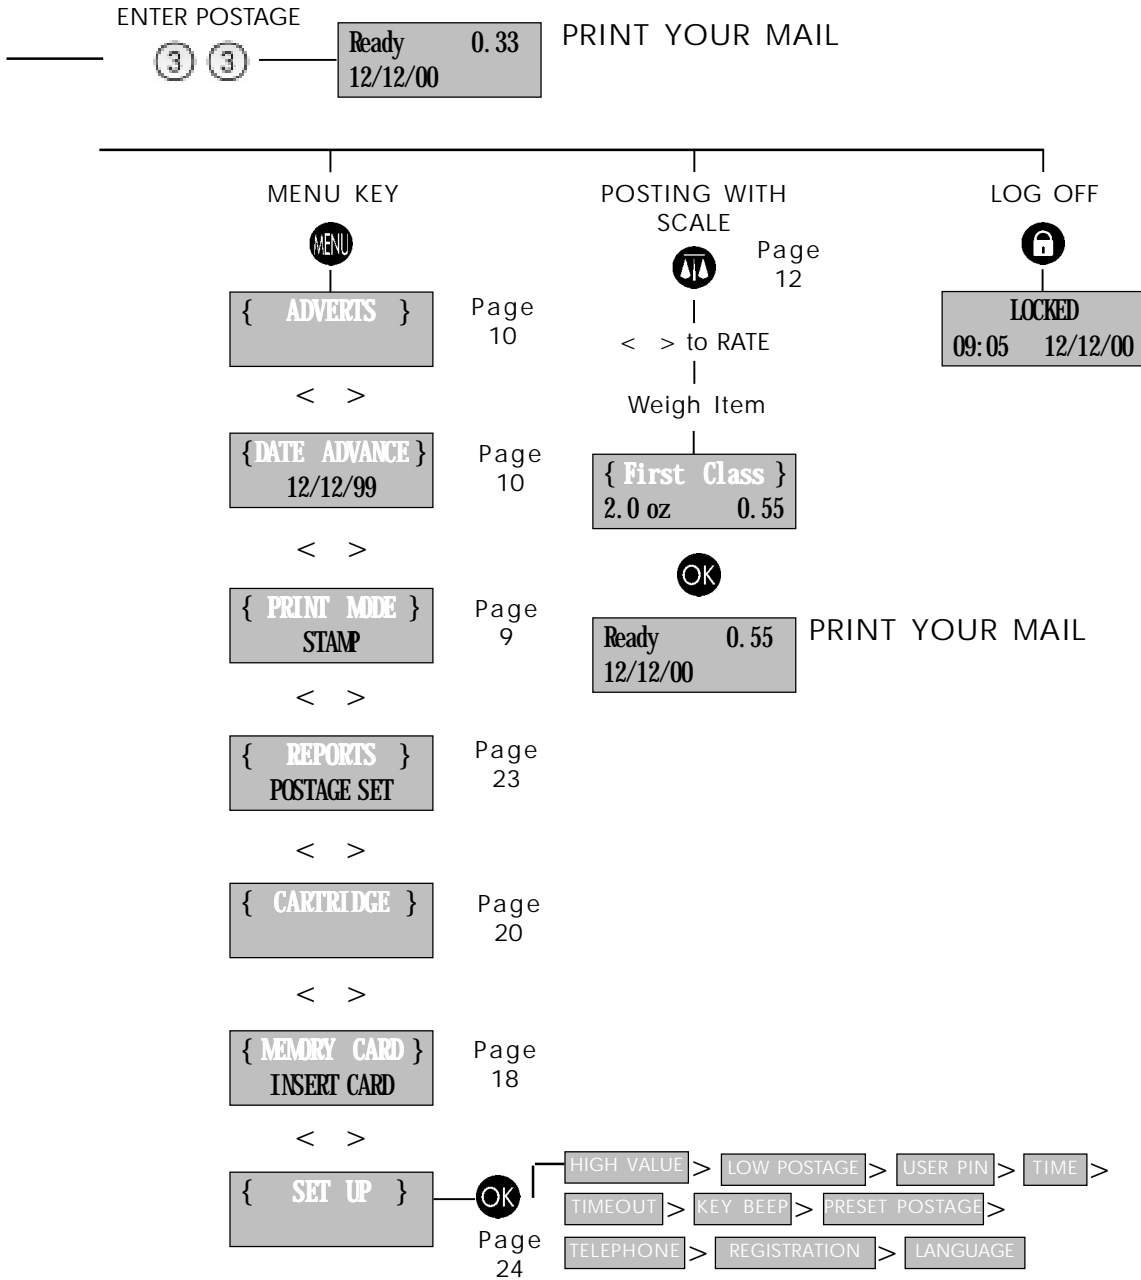 ENTER POSTAGE
3 3
Ready 0.33
12/12/00
PRINT YOUR MAIL
MENU KEY
MENU
{ ADVERTS }
Page
10
< >
{DATE ADVANCE}
12/12/99
Page
10
< >
{ PRINT MODE }
STAMP
Page
9
< >
{ REPORTS }
POSTAGE SET
Page
23
< >
{ CARTRIDGE }
Page
20
< >
{ MEMORY CARD }
INSERT CARD
Page
18
< >
{ SET UP }
OK
Page
24
HIGH VALUE > LOW POSTAGE > USER PIN > TIME >
TIMEOUT > KEY BEEP > PRESET POSTAGE >
TELEPHONE > REGISTRATION > LANGUAGE
POSTING WITH
SCALE
Page
12
< > to RATE
Weigh Item
{ First Class }
2.0 oz 0.55
OK
Ready 0.55
12/12/00
PRINT YOUR MAIL
LOG OFF
LOCKED
09:05 12/12/00